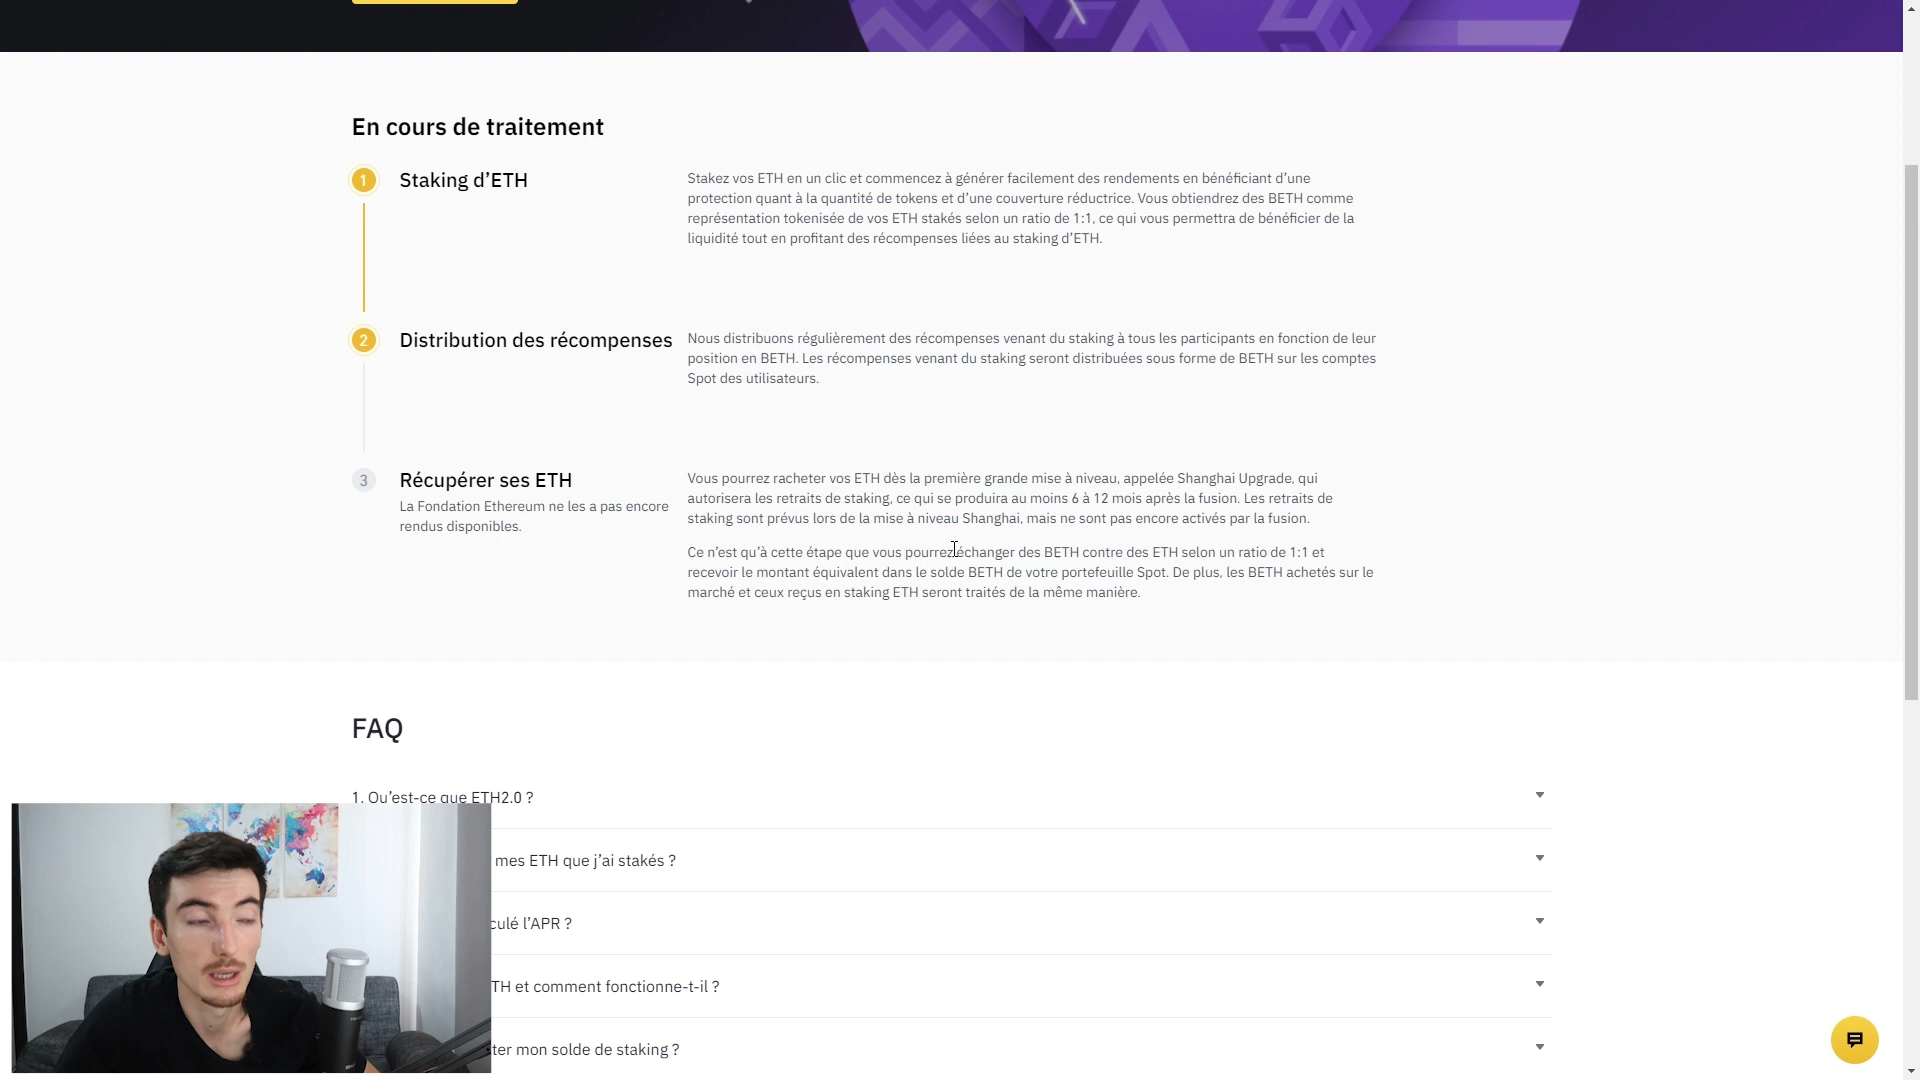 En cours de traitement
1
Staking d’ETH
Stakez vos ETH en un clic et commencez à générer facilement des rendements en bénéficiant d’une
protection quant à la quantité de tokens et d’une couverture réductrice. Vous obtiendrez des BETH comme
représentation tokenisée de vos ETH stakés selon un ratio de 1:1, ce qui vous permettra de bénéficier de la
liquidité tout en profitant des récompenses liées au staking d’ETH.
2
Distribution des récompenses
Nous distribuons régulièrement des récompenses venant du staking à tous les participants en fonction de leur
position en BETH. Les récompenses venant du staking seront distribuées sous forme de BETH sur les comptes
Spot des utilisateurs.
3
Récupérer ses ETH
La Fondation Ethereum ne les a pas encore
rendus disponibles.
Vous pourrez racheter vos ETH dès la première grande mise à niveau, appelée Shanghai Upgrade, qui
autorisera les retraits de staking, ce qui se produira au moins 6 à 12 mois après la fusion. Les retraits de
staking sont prévus lors de la mise à niveau Shanghai, mais ne sont pas encore activés par la fusion.
Ce n’est qu’à cette étape que vous pourrez échanger des BETH contre des ETH selon un ratio de 1:1 et
recevoir le montant équivalent dans le solde BETH de votre portefeuille Spot. De plus, les BETH achetés sur le
marché et ceux reçus en staking ETH seront traités de la même manière.
FAQ
1. Qu’est-ce que ETH2.0 ?
mes ETH que j’ai stakés ?
culé l’APR ?
TH et comment fonctionne-t-il ?
ter mon solde de staking ?